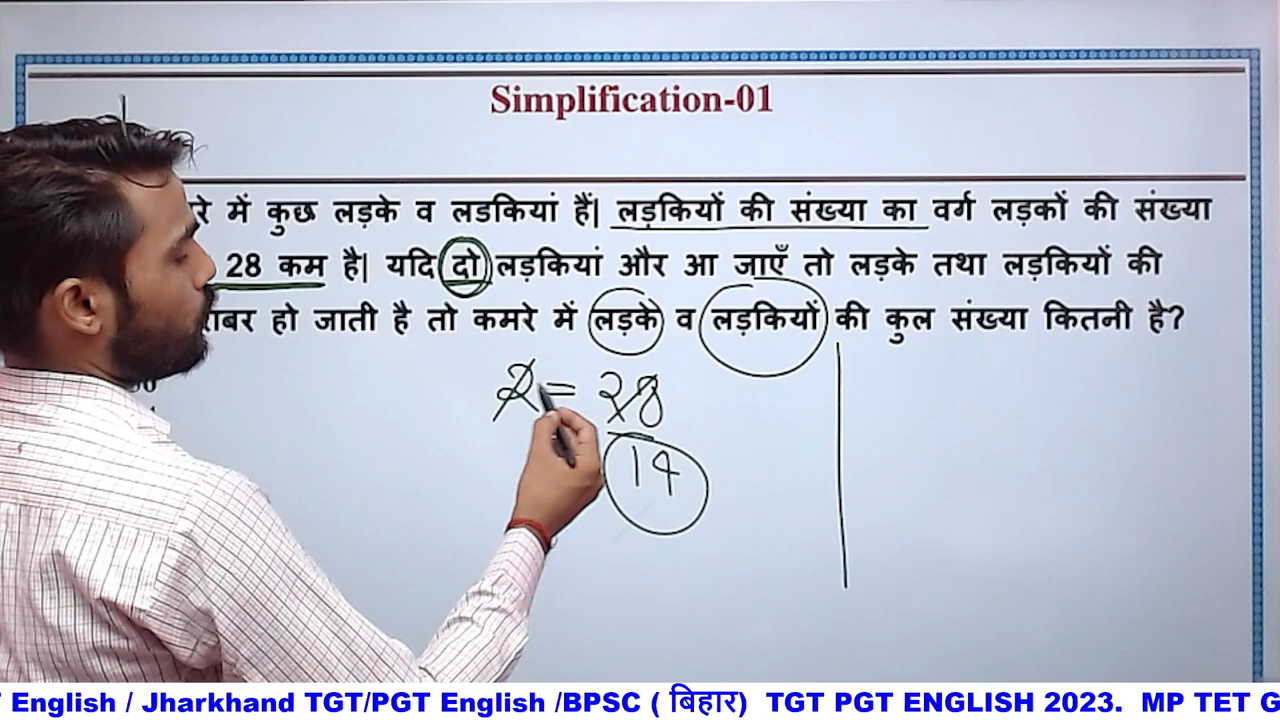 Simplification-01
रे में कुछ लड़के व लडकियां हैं| लड़कियों की संख्या का वर्ग लड़कों की संख्या
28 कम है| यदि दो लड़कियां और आ जाएँ तो लड़के तथा लड़कियों की
राबर हो जाती है तो कमरे में लड़के व लड़कियों की कुल संख्या कितनी है?
2 = 28
14
English / Jharkhand TGT/PGT English /BPSC ( बिहार) TGT PGT ENGLISH 2023. MP TET G